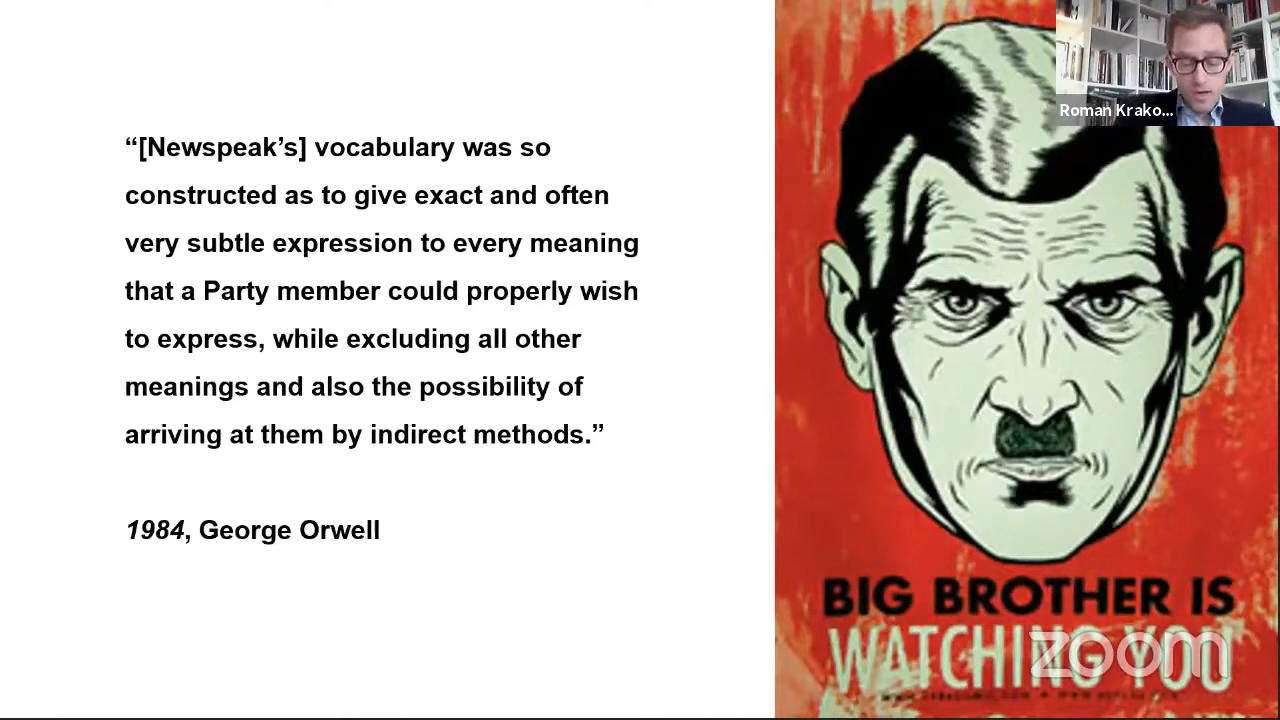 “[Newspeak’s] vocabulary was so
constructed as to give exact and often
very subtle expression to every meaning
that a Party member could properly wish
to express, while excluding all other
meanings and also the possibility of
arriving at them by indirect methods.”
1984, George Orwell
Roman Krako...
BIG BROTHER IS
WATCHING YOU
zoom